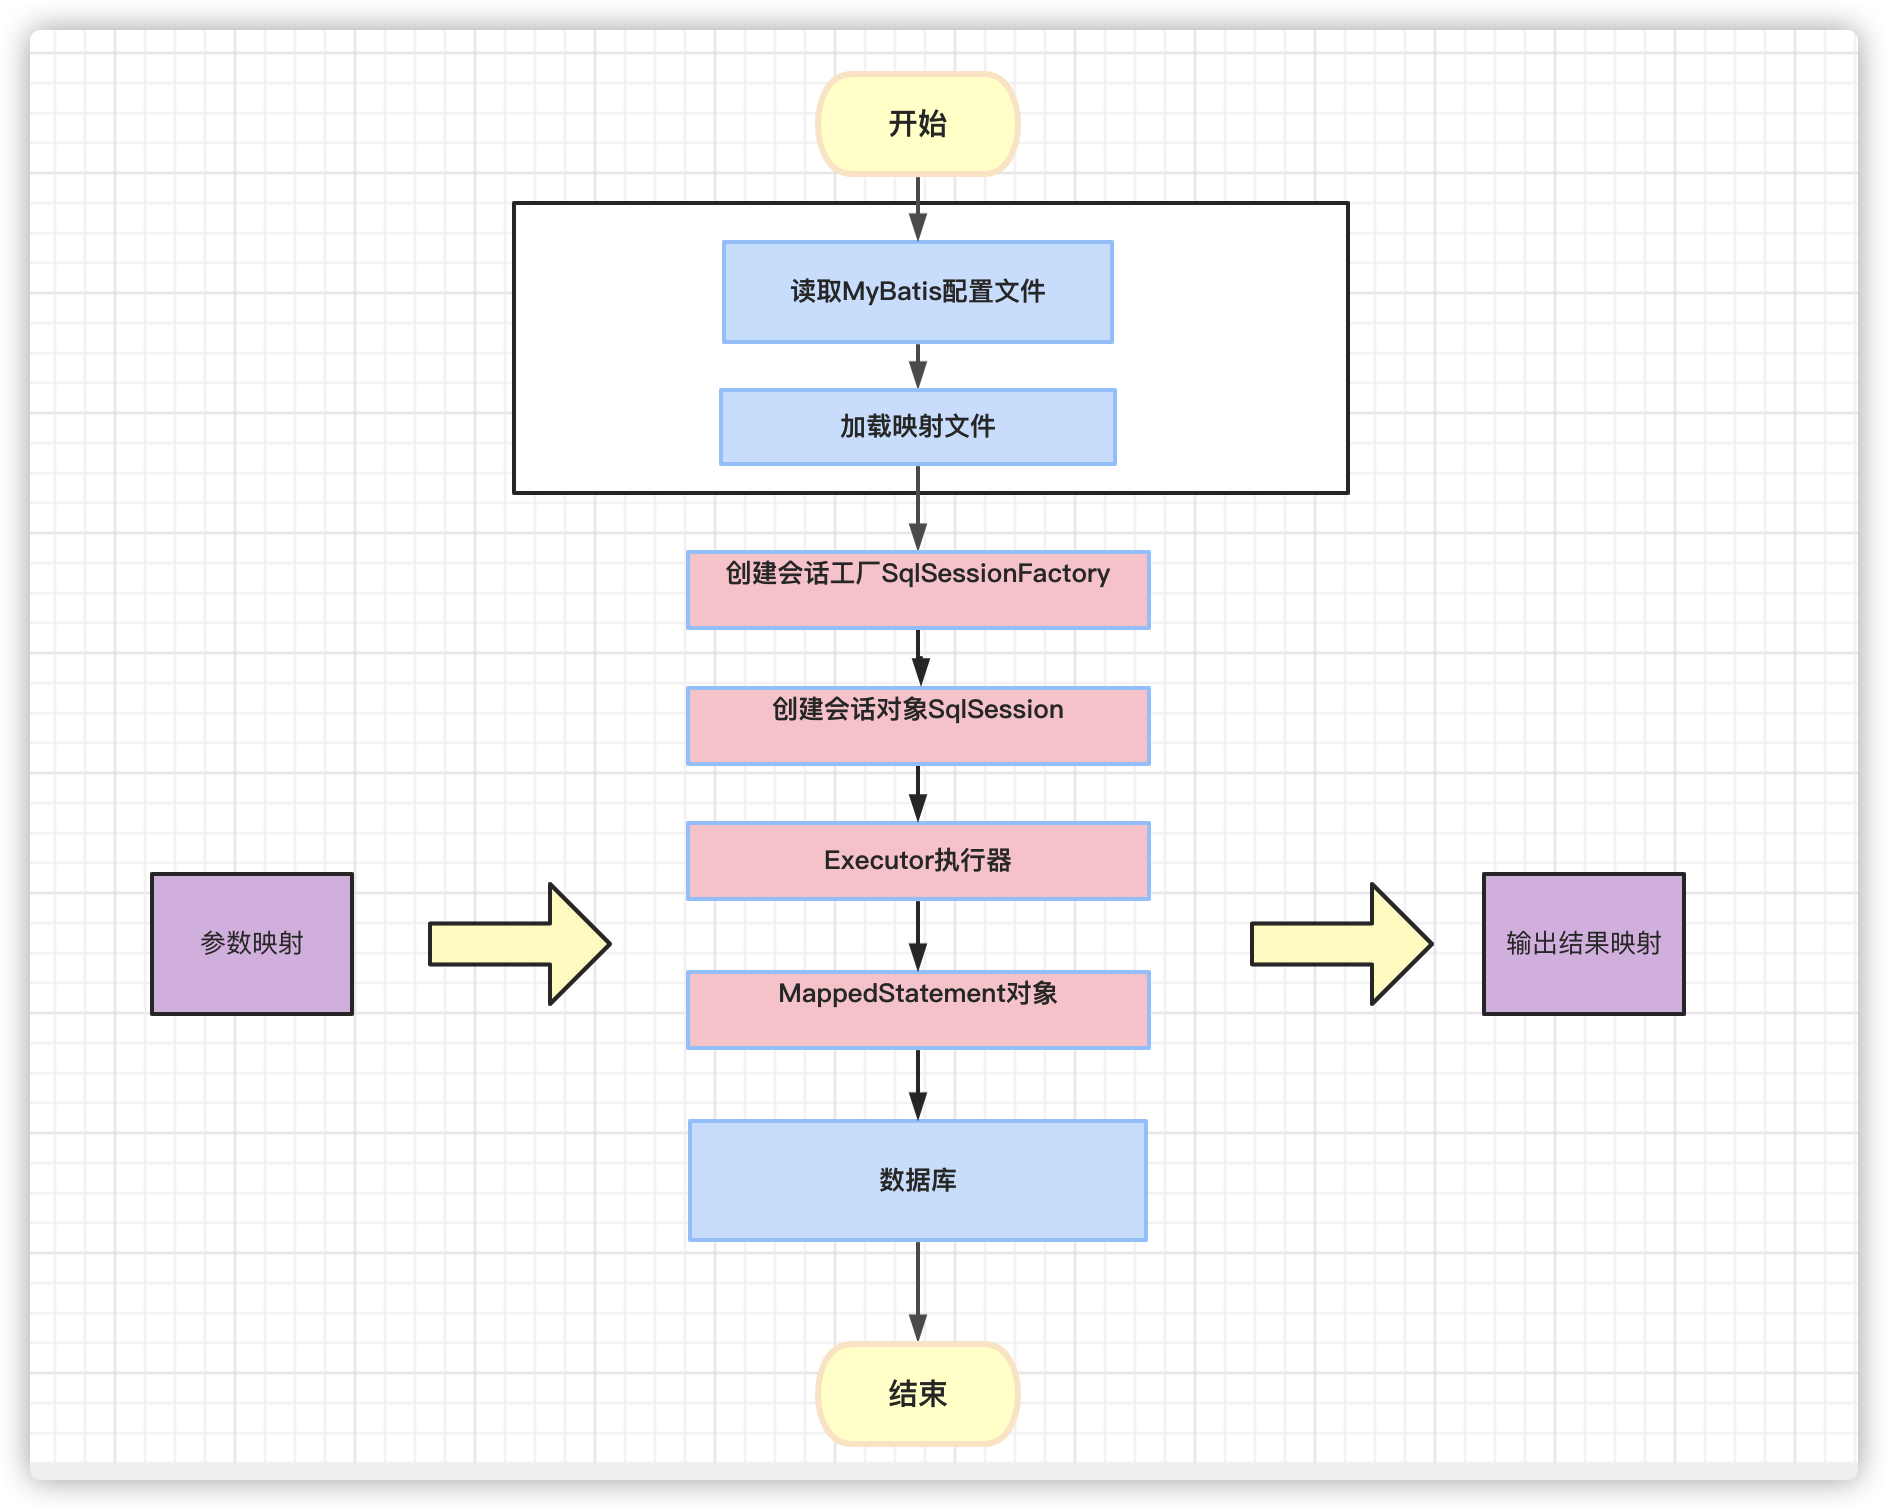 开始
读取MyBatis配置文件
加载映射文件
创建会话工厂SqlSessionFactory
创建会话对象SqlSession
Executor执行器
参数映射
输出结果映射
MappedStatement对象
数据库
结束